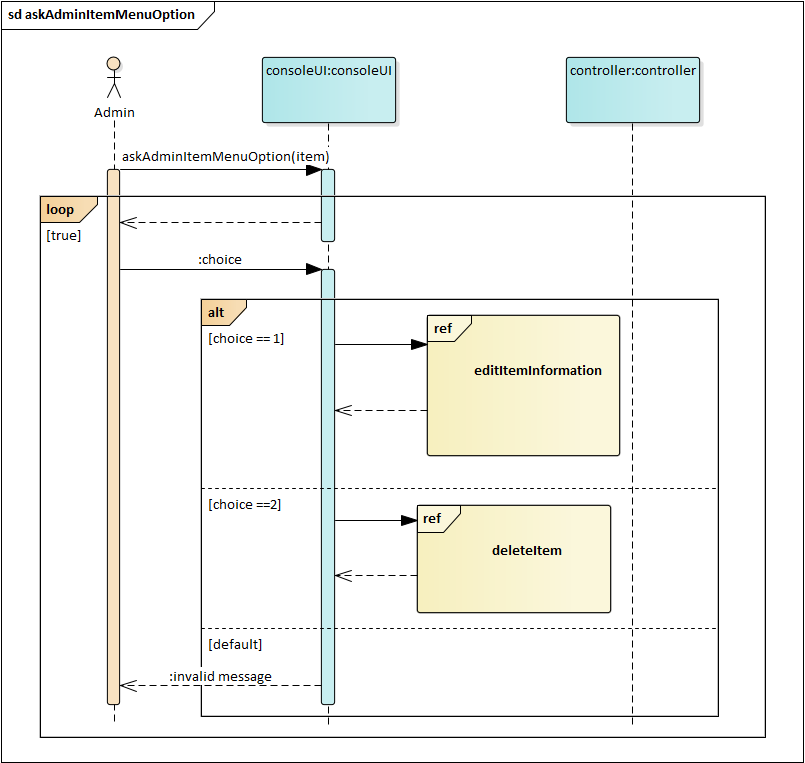 sd askAdminItemMenuOption
consoleUI:consoleUI
controller:controller
Admin
askAdminItemMenuOption(item)
loop
[true]
:choice
alt
[choice == 1]
ref
editItemInformation
[choice ==2]
ref
deleteItem
[default]
:invalid message